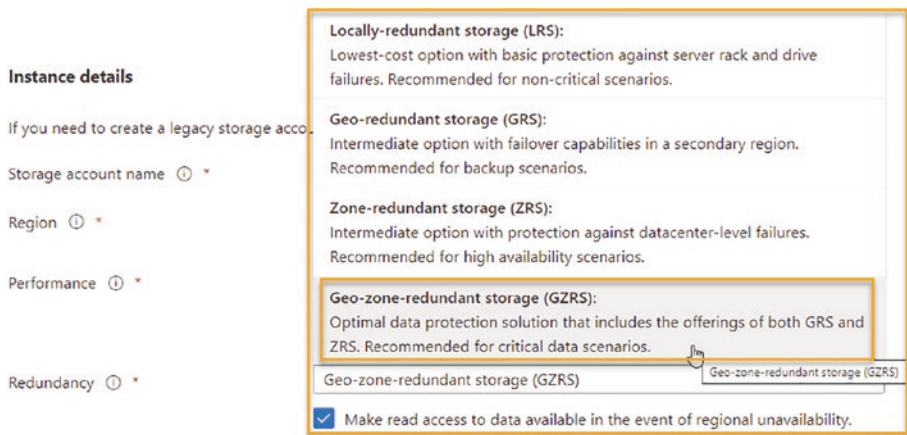 Locally-redundant storage (LRS):
Lowest-cost option with basic protection against server rack and drive
failures. Recommended for non-critical scenarios.
Instance details
Geo-redundant storage (GRS):
If you need to create a legacy storage acco
Intermediate option with failover capabilities in a secondary region.
Recommended for backup scenarios.
Storage account name ⓘ *
Zone-redundant storage (ZRS):
Region ⓘ *
Intermediate option with protection against datacenter-level failures.
Recommended for high availability scenarios.
Performance ⓘ *
Geo-zone-redundant storage (GZRS):
Optimal data protection solution that includes the offerings of both GRS and
ZRS. Recommended for critical data scenarios.
Geo-zone-redundant storage (GZRS)
Redundancy ⓘ *
Geo-zone-redundant storage (GZRS)
Make read access to data available in the event of regional unavailability.